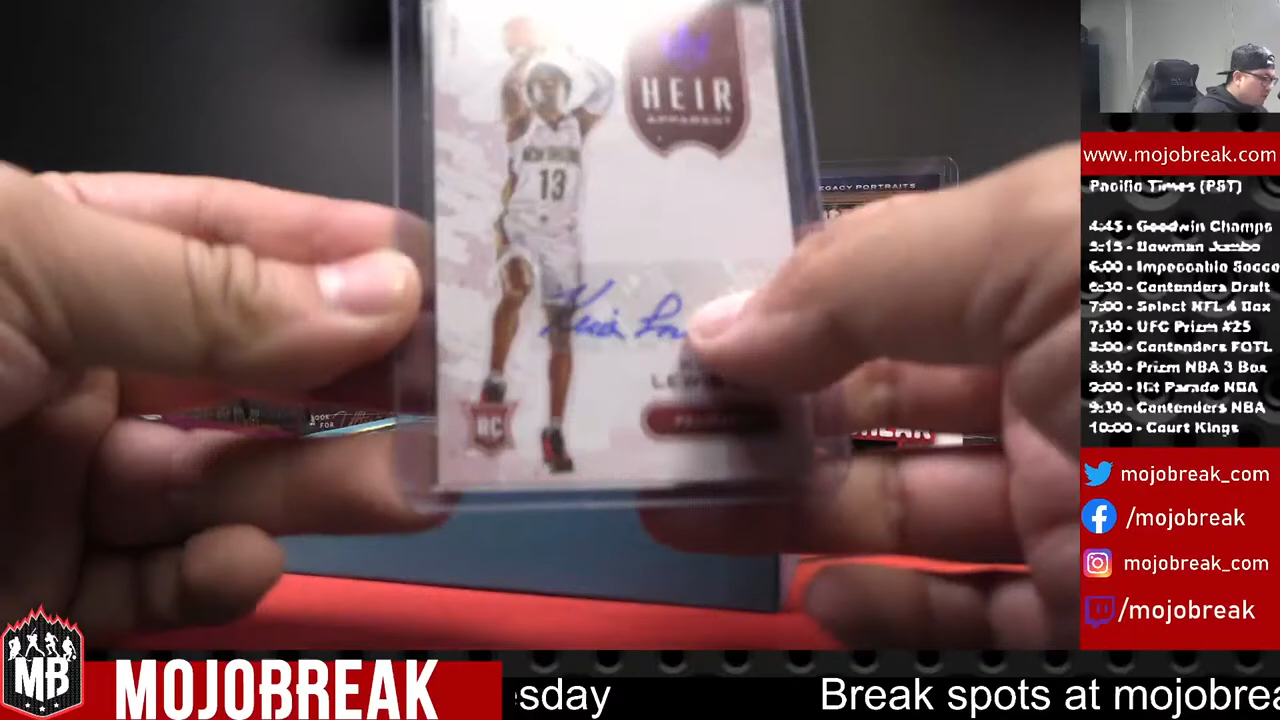 HEIR
APPARENT
NEW ORLEANS
13
LEWIS
RC
LEGACY PORTRAITS
www.mojobreak.com
Pacific Times (PST)
4:45 - Goodwin Champs
5:15 - Bowman Jumbo
6:00 - Impeccable Socce
6:30 - Contenders Draft
7:00 - Select NFL 4 Box
7:30 - UFC Prizm #25
8:00 - Contenders FOTL
8:30 - Prizm NBA 3 Box
9:00 - Hit Parade NBA
9:30 - Contenders NBA
10:00 - Court Kings
mojobreak_com
/mojobreak
mojobreak_com
/mojobreak
MB
MOJOBREAK
sday
Break spots at mojobrea